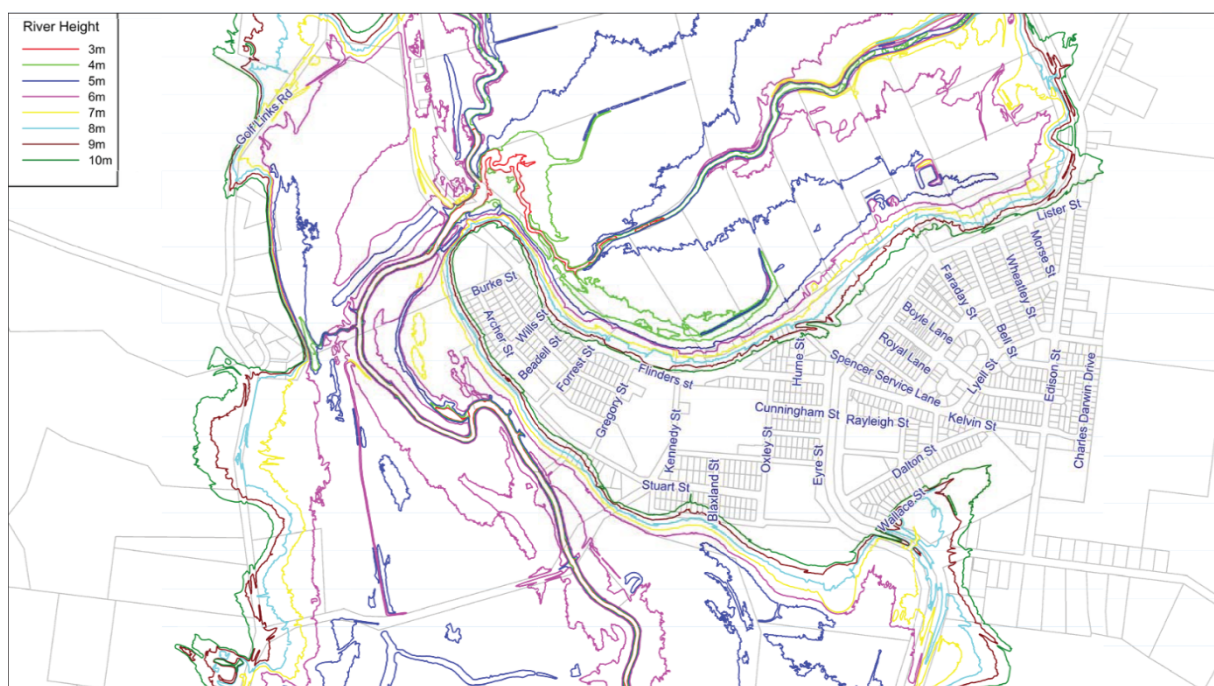 River Height
3m
4m
5m
6m
7m
8m
9m
10m
Golf Links Rd
Lister St
Morse St
Wheatley St
Faraday St
Burke St
Boyle Lane
Bell St
Wills St
Archer St
Royal Lane
Beadell St
Hume St
Lyell St
Edison St
Forrest St
Spencer Service Lane
Flinders st
Charles Darwin Drive
Gregory St
Cunningham St
Rayleigh St
Kelvin St
Kennedy St
Oxley St
Eyre St
Dalton St
Stuart St
Blaxland St
Wallace St